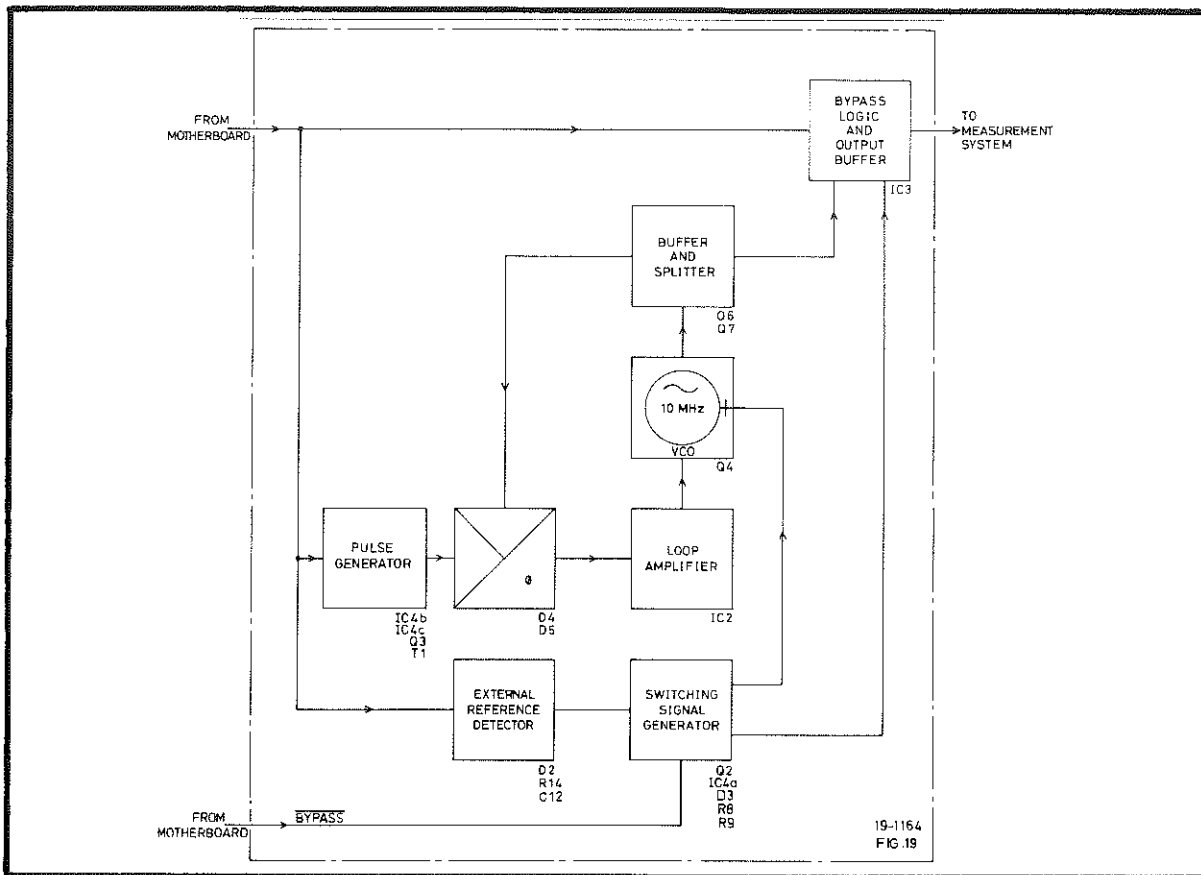 BYPASS
LOGIC
AND
OUTPUT
BUFFER
IC3
FROM
MOTHERBOARD
TO
MEASUREMENT
SYSTEM
BUFFER
AND
SPLITTER
Q6
Q7
10 MHz
VCO
Q4
PULSE
GENERATOR
IC4b
IC4c
Q3
T1
ø
D4
D5
LOOP
AMPLIFIER
IC2
EXTERNAL
REFERENCE
DETECTOR
D2
R14
C12
SWITCHING
SIGNAL
GENERATOR
Q2
IC4a
D3
R8
R9
FROM
MOTHERBOARD
BYPASS
19-1164
FIG.19